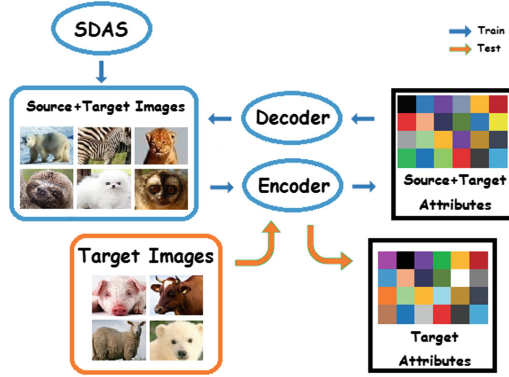 SDAS
Train
Test
Source+Target Images
Decoder
Encoder
Source+Target
Attributes
Target Images
Target
Attributes